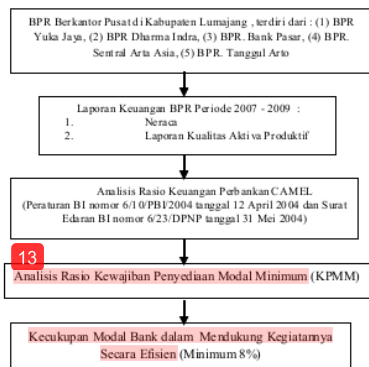 BPR Berkantor Pusat di Kabupaten Lumajang , terdiri dari : (1) BPR
Yuka Jaya, (2) BPR Dharma Indra, (3) BPR. Bank Pasar, (4) BPR.
Sentral Arta Asia, (5) BPR. Tanggul Arto
Laporan Keuangan BPR Periode 2007 - 2009 :
1. Neraca
2. Laporan Kualitas Aktiva Produktif
Analisis Rasio Keuangan Perbankan CAMEL
(Peraturan BI nomor 6/10/PBI/2004 tanggal 12 April 2004 dan Surat
Edaran BI nomor 6/23/DPNP tanggal 31 Mei 2004)
13
Analisis Rasio Kewajiban Penyediaan Modal Minimum (KPMM)
Kecukupan Modal Bank dalam Mendukung Kegiatannya
Secara Efisien (Minimum 8%)